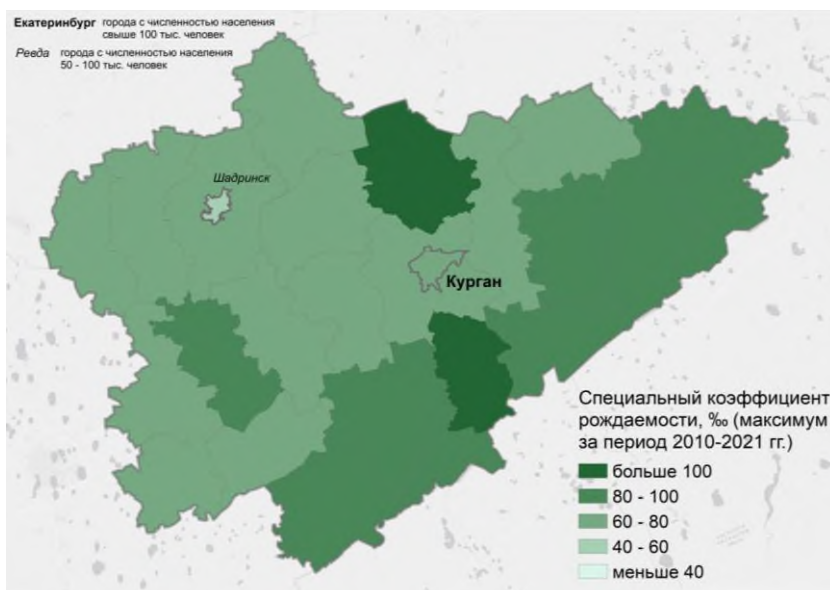 Екатеринбург города с численностью населения
свыше 100 тыс. человек
Ревда города с численностью населения
50 - 100 тыс. человек
Шадринск
Курган
Специальный коэффициент
рождаемости, ‰ (максимум
за период 2010-2021 гг.)
больше 100
80 - 100
60 - 80
40 - 60
меньше 40